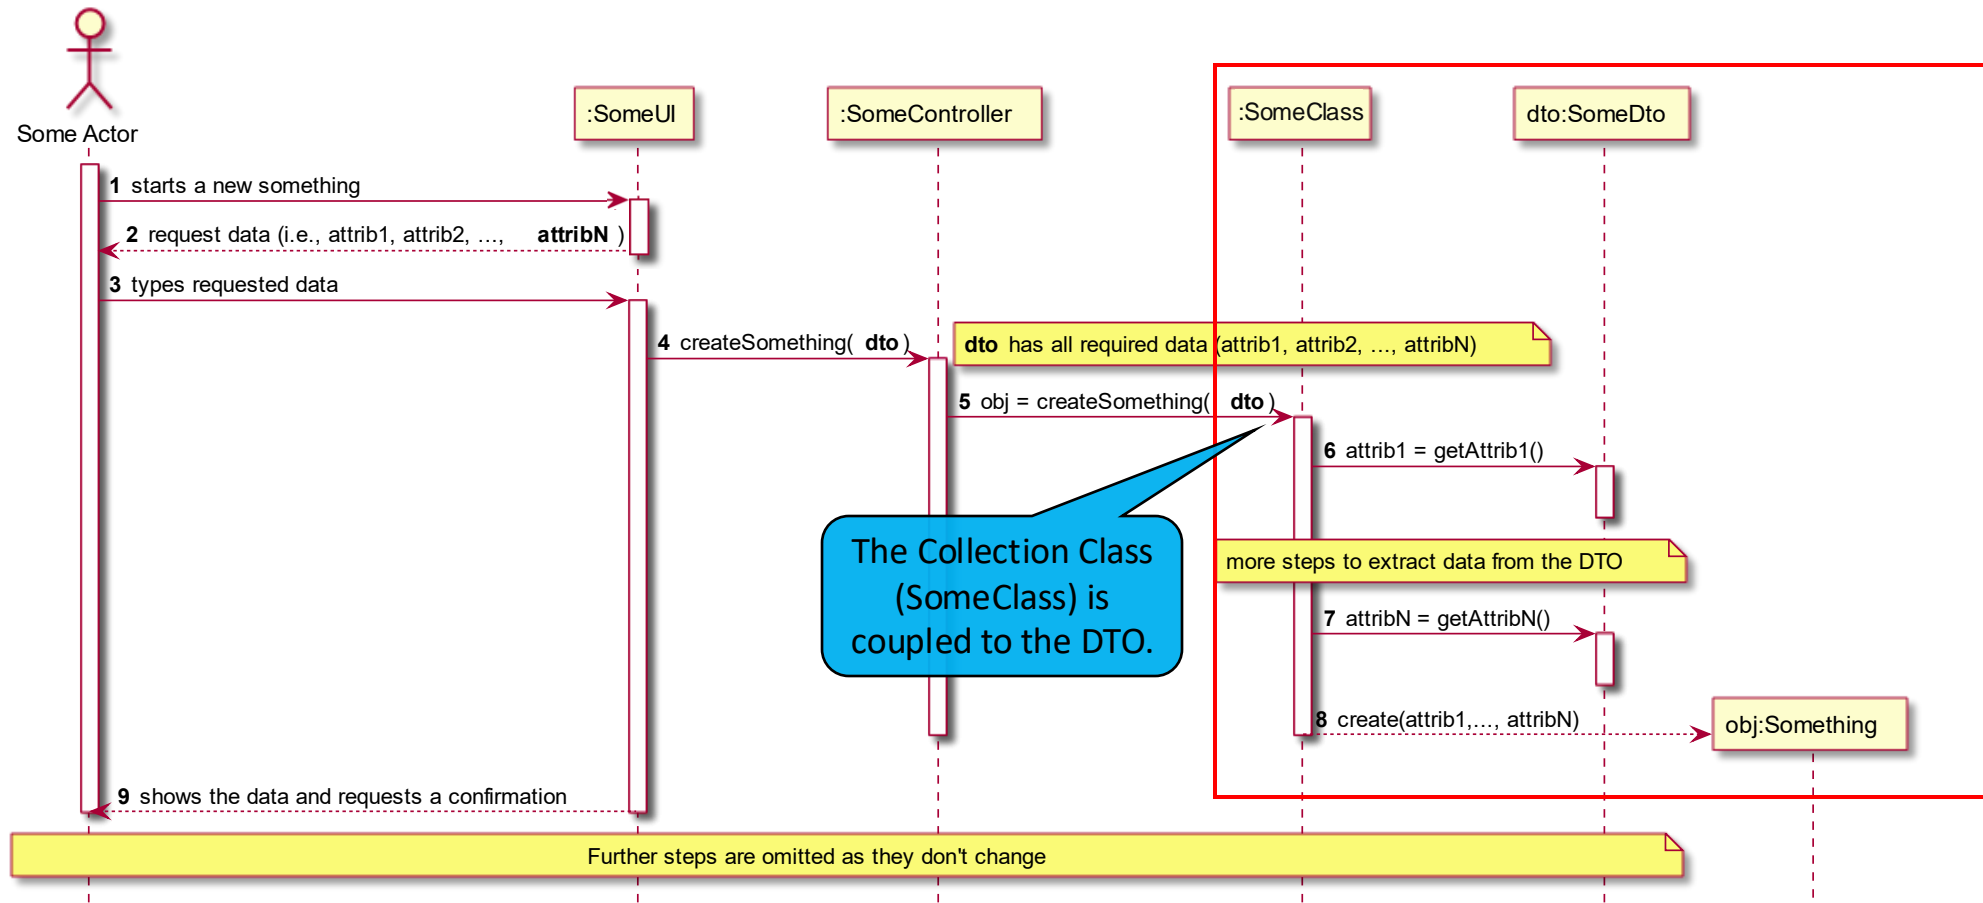 Some Actor
:SomeUI
:SomeController
:SomeClass
dto:SomeDto
1 starts a new something
2 request data (i.e., attrib1, attrib2, ..., attribN )
3 types requested data
4 createSomething( dto )
dto has all required data (attrib1, attrib2, ..., attribN)
5 obj = createSomething( dto )
6 attrib1 = getAttrib1()
The Collection Class
(SomeClass) is
coupled to the DTO.
more steps to extract data from the DTO
7 attribN = getAttribN()
8 create(attrib1,..., attribN)
obj:Something
9 shows the data and requests a confirmation
Further steps are omitted as they don't change